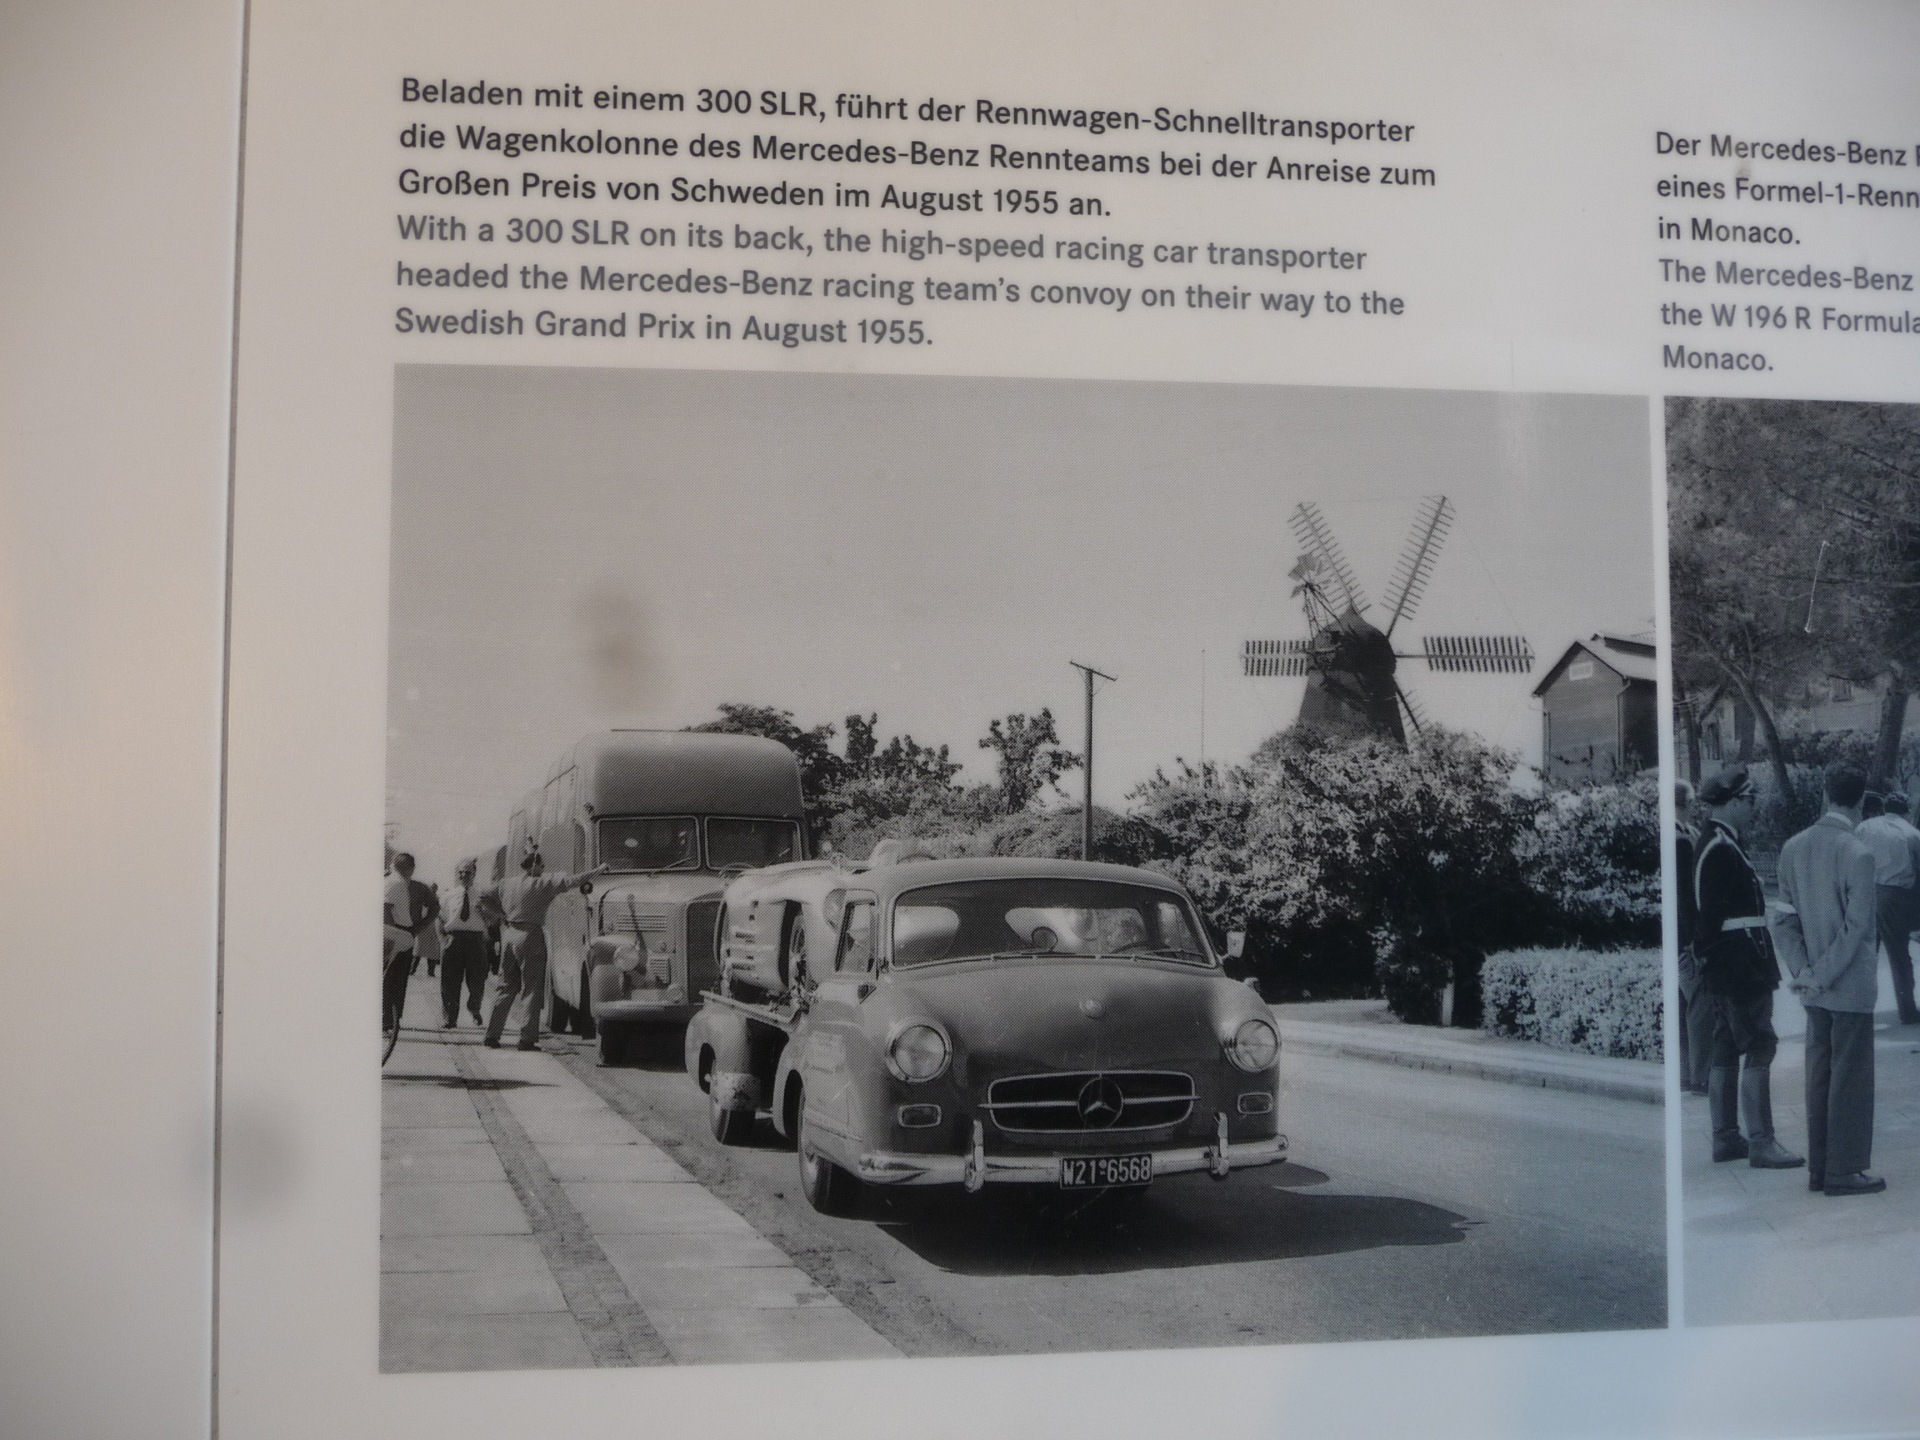 Beladen mit einem 300 SLR, führt der Rennwagen-Schnelltransporter
die Wagenkolonne des Mercedes-Benz Rennteams bei der Anreise zum
Großen Preis von Schweden im August 1955 an.
With a 300 SLR on its back, the high-speed racing car transporter
headed the Mercedes-Benz racing team's convoy on their way to the
Swedish Grand Prix in August 1955.
Der Mercedes-Benz
eines Formel-1-Renn
in Monaco.
The Mercedes-Benz
the W 196 R Formula
Monaco.
W21-6568